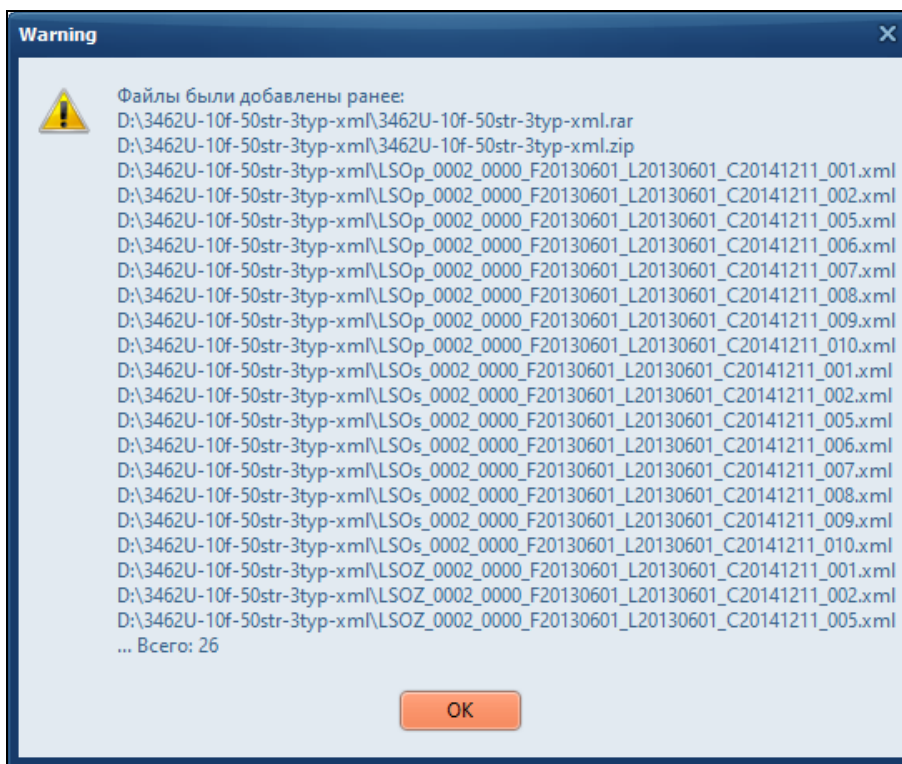 Warning
Файлы были добавлены ранее:
D:\3462U-10f-50str-3typ-xml\3462U-10f-50str-3typ-xml.rar
D:\3462U-10f-50str-3typ-xml\3462U-10f-50str-3typ-xml.zip
D:\3462U-10f-50str-3typ-xml\LSOp_0002_0000_F20130601_L20130601_C20141211_001.xml
D:\3462U-10f-50str-3typ-xml\LSOp_0002_0000_F20130601_L20130601_C20141211_002.xml
D:\3462U-10f-50str-3typ-xml\LSOp_0002_0000_F20130601_L20130601_C20141211_005.xml
D:\3462U-10f-50str-3typ-xml\LSOp_0002_0000_F20130601_L20130601_C20141211_006.xml
D:\3462U-10f-50str-3typ-xml\LSOp_0002_0000_F20130601_L20130601_C20141211_007.xml
D:\3462U-10f-50str-3typ-xml\LSOp_0002_0000_F20130601_L20130601_C20141211_008.xml
D:\3462U-10f-50str-3typ-xml\LSOp_0002_0000_F20130601_L20130601_C20141211_009.xml
D:\3462U-10f-50str-3typ-xml\LSOp_0002_0000_F20130601_L20130601_C20141211_010.xml
D:\3462U-10f-50str-3typ-xml\LSOs_0002_0000_F20130601_L20130601_C20141211_001.xml
D:\3462U-10f-50str-3typ-xml\LSOs_0002_0000_F20130601_L20130601_C20141211_002.xml
D:\3462U-10f-50str-3typ-xml\LSOs_0002_0000_F20130601_L20130601_C20141211_005.xml
D:\3462U-10f-50str-3typ-xml\LSOs_0002_0000_F20130601_L20130601_C20141211_006.xml
D:\3462U-10f-50str-3typ-xml\LSOs_0002_0000_F20130601_L20130601_C20141211_007.xml
D:\3462U-10f-50str-3typ-xml\LSOs_0002_0000_F20130601_L20130601_C20141211_008.xml
D:\3462U-10f-50str-3typ-xml\LSOs_0002_0000_F20130601_L20130601_C20141211_009.xml
D:\3462U-10f-50str-3typ-xml\LSOs_0002_0000_F20130601_L20130601_C20141211_010.xml
D:\3462U-10f-50str-3typ-xml\LSOZ_0002_0000_F20130601_L20130601_C20141211_001.xml
D:\3462U-10f-50str-3typ-xml\LSOZ_0002_0000_F20130601_L20130601_C20141211_002.xml
D:\3462U-10f-50str-3typ-xml\LSOZ_0002_0000_F20130601_L20130601_C20141211_005.xml
... Всего: 26
OK